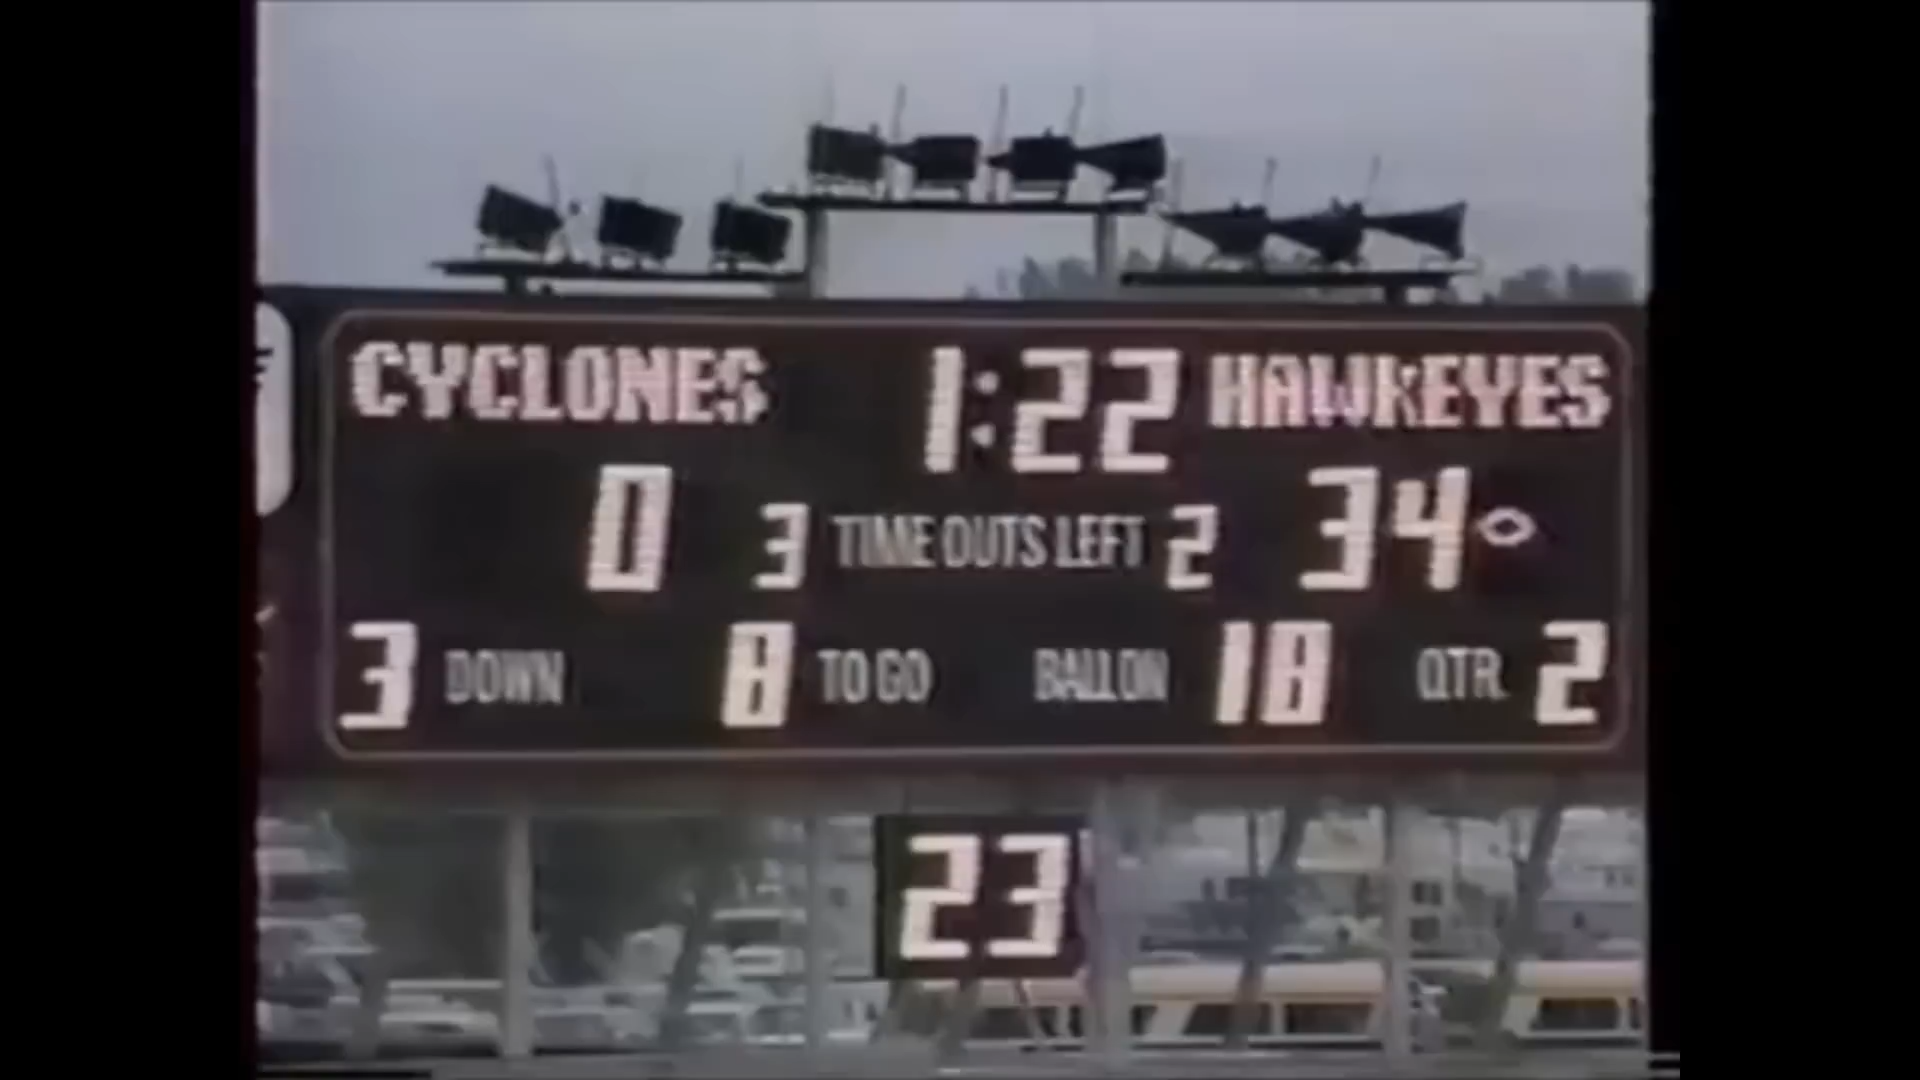 CYCLONES 1:22 HAWKEYES
0 3 TIME OUTS LEFT 2 34
3 DOWN 8 TO GO BALL ON 18 QTR. 2
23